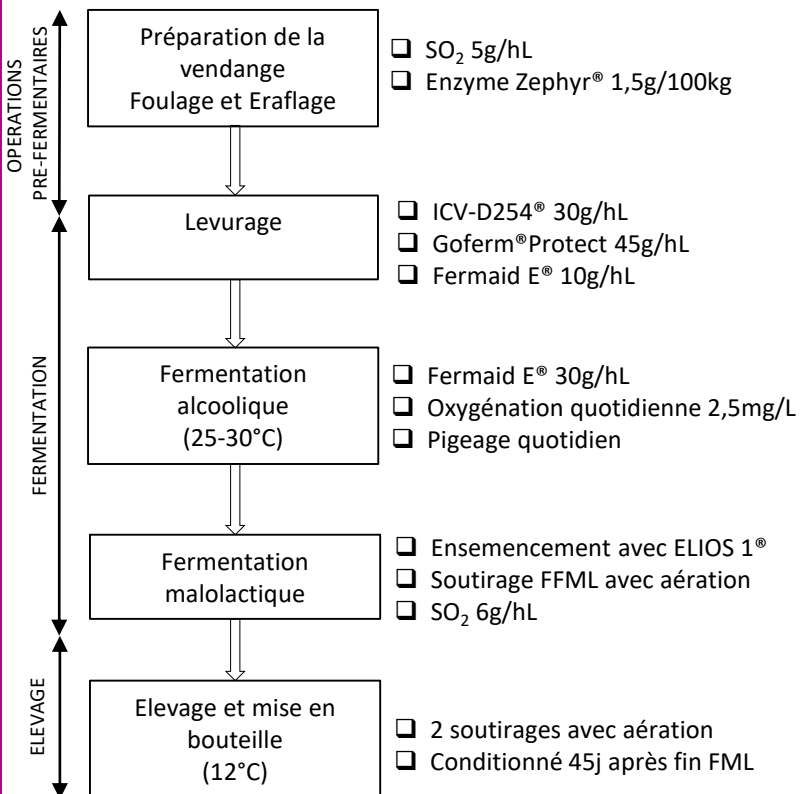 OPERATIONS
PRE-FERMENTAIRES
Préparation de la
vendange
Foulage et Eraflage
❑ SO₂ 5g/hL
❑ Enzyme Zephyr® 1,5g/100kg
FERMENTATION
Levurage
❑ ICV-D254® 30g/hL
❑ Goferm®Protect 45g/hL
❑ Fermaid E® 10g/hL
Fermentation
alcoolique
(25-30°C)
❑ Fermaid E® 30g/hL
❑ Oxygénation quotidienne 2,5mg/L
❑ Pigeage quotidien
Fermentation
malolactique
❑ Ensemencement avec ELIOS 1®
❑ Soutirage FFML avec aération
❑ SO₂ 6g/hL
ELEVAGE
Elevage et mise en
bouteille
(12°C)
❑ 2 soutirages avec aération
❑ Conditionné 45j après fin FML